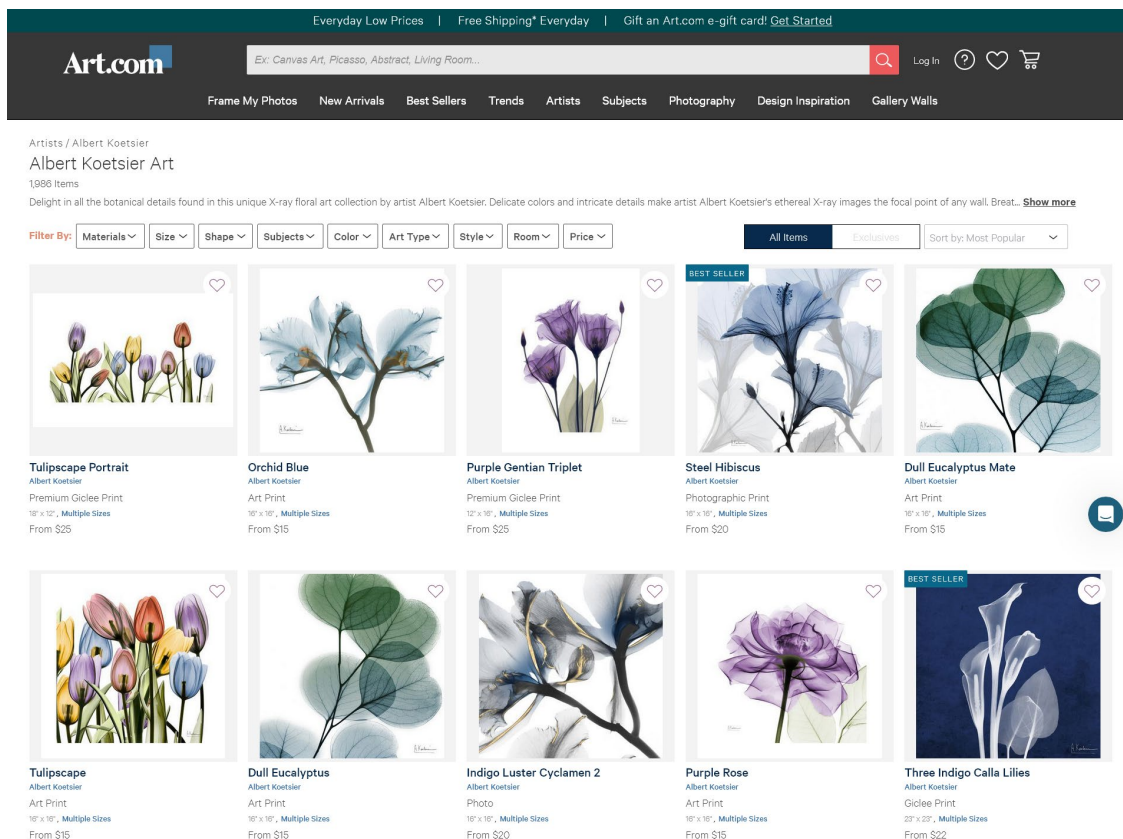 Everyday Low Prices | Free Shipping* Everyday | Gift an Art.com e-gift card! Get Started
Art.com
Ex: Canvas Art, Picasso, Abstract, Living Room...
Log In
Frame My Photos New Arrivals Best Sellers Trends Artists Subjects Photography Design Inspiration Gallery Walls
Artists / Albert Koetsier
Albert Koetsier Art
1,986 Items
Delight in all the botanical details found in this unique X-ray floral art collection by artist Albert Koetsier. Delicate colors and intricate details make artist Albert Koetsier's ethereal X-ray images the focal point of any wall. Breat... Show more
Filter By: Materials Size Shape Subjects Color Art Type Style Room Price All Items Exclusives Sort by: Most Popular
BEST SELLER
Tulipscape Portrait Orchid Blue Purple Gentian Triplet Steel Hibiscus Dull Eucalyptus Mate
Albert Koetsier Albert Koetsier Albert Koetsier Albert Koetsier Albert Koetsier
Premium Giclee Print Art Print Premium Giclee Print Photographic Print Art Print
18" x 12", Multiple Sizes 16" x 16", Multiple Sizes 12" x 16", Multiple Sizes 16" x 16", Multiple Sizes 16" x 16", Multiple Sizes
From $25 From $15 From $25 From $20 From $15
BEST SELLER
Tulipscape Dull Eucalyptus Indigo Luster Cyclamen 2 Purple Rose Three Indigo Calla Lilies
Albert Koetsier Albert Koetsier Albert Koetsier Albert Koetsier Albert Koetsier
Art Print Art Print Photo Art Print Giclee Print
16" x 16", Multiple Sizes 16" x 16", Multiple Sizes 16" x 16", Multiple Sizes 16" x 16", Multiple Sizes 23" x 23", Multiple Sizes
From $15 From $15 From $20 From $15 From $22